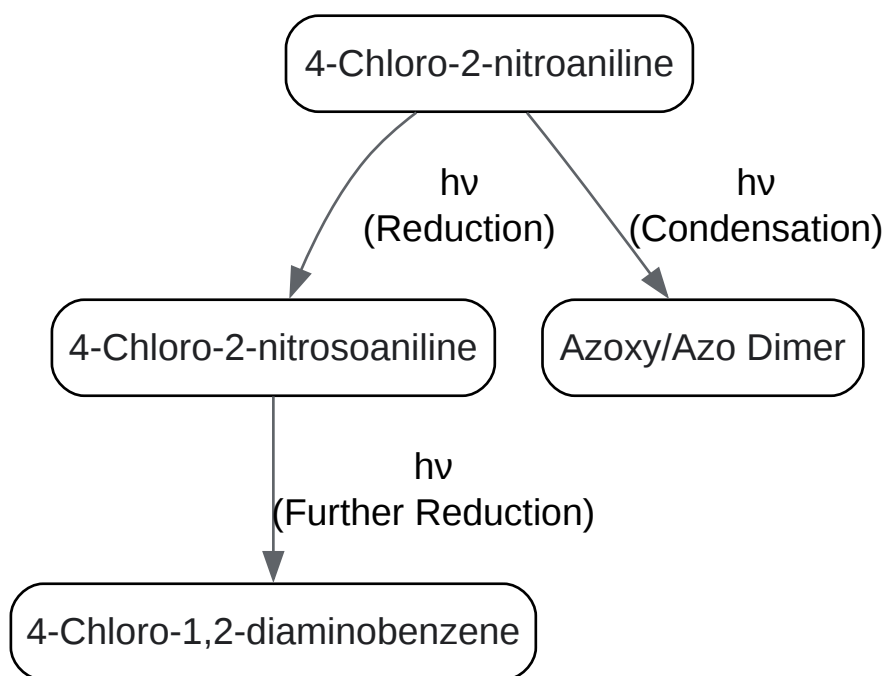 4-Chloro-2-nitroaniline
hν
(Reduction)
hν
(Condensation)
4-Chloro-2-nitrosoaniline
Azoxy/Azo Dimer
hν
(Further Reduction)
4-Chloro-1,2-diaminobenzene